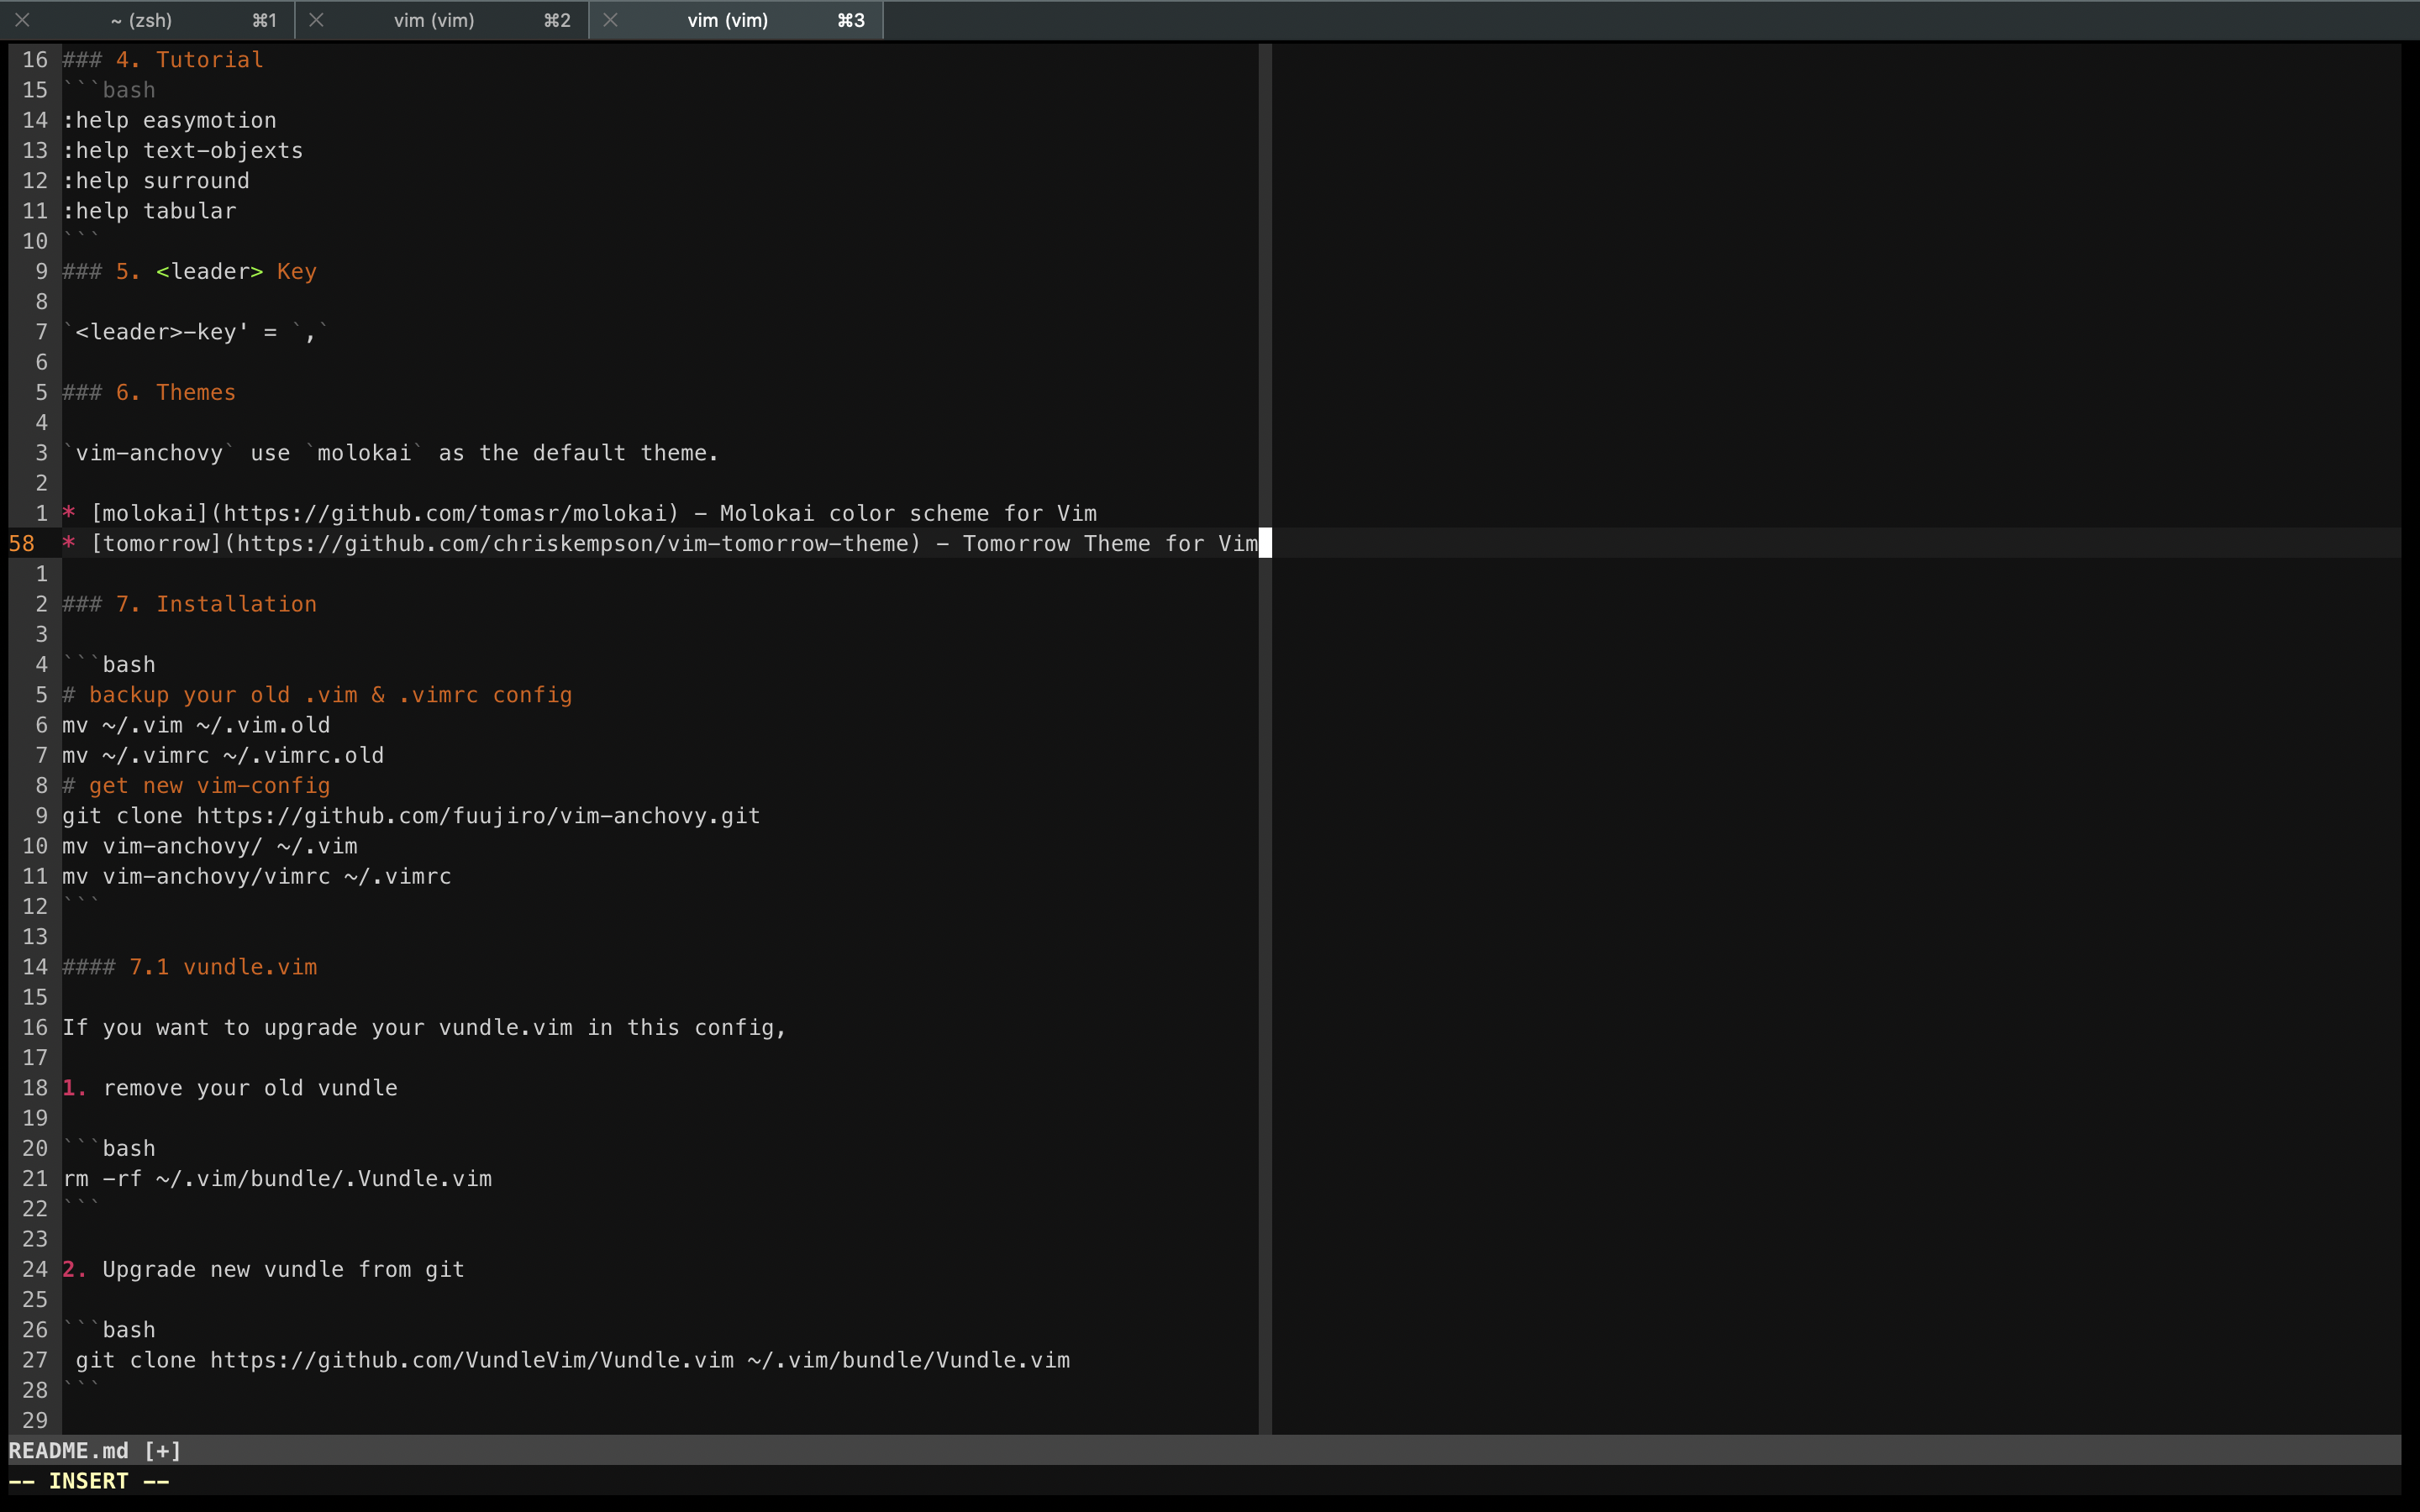 ~ (zsh) ⌘1 vim (vim) ⌘2 vim (vim) ⌘3
16 ### 4. Tutorial
15 ```bash
14 :help easymotion
13 :help text-objexts
12 :help surround
11 :help tabular
10 ```
9 ### 5. <leader> Key
8
7 `<leader>-key' = `,`
6
5 ### 6. Themes
4
3 `vim-anchovy` use `molokai` as the default theme.
2
1 * [molokai](https://github.com/tomasr/molokai) - Molokai color scheme for Vim
58 * [tomorrow](https://github.com/chriskempson/vim-tomorrow-theme) - Tomorrow Theme for Vim
1
2 ### 7. Installation
3
4 ```bash
5 # backup your old .vim & .vimrc config
6 mv ~/.vim ~/.vim.old
7 mv ~/.vimrc ~/.vimrc.old
8 # get new vim-config
9 git clone https://github.com/fuujiro/vim-anchovy.git
10 mv vim-anchovy/ ~/.vim
11 mv vim-anchovy/vimrc ~/.vimrc
12 ```
13
14 #### 7.1 vundle.vim
15
16 If you want to upgrade your vundle.vim in this config,
17
18 1. remove your old vundle
19
20 ```bash
21 rm -rf ~/.vim/bundle/.Vundle.vim
22 ```
23
24 2. Upgrade new vundle from git
25
26 ```bash
27  git clone https://github.com/VundleVim/Vundle.vim ~/.vim/bundle/Vundle.vim
28 ```
29
README.md [+]
-- INSERT --